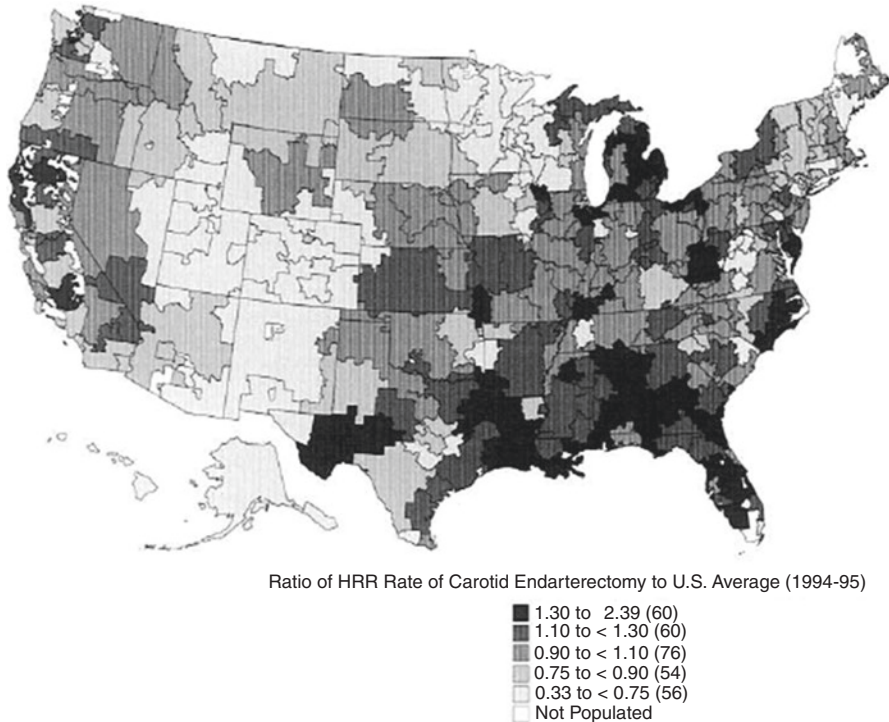 Ratio of HRR Rate of Carotid Endarterectomy to U.S. Average (1994-95)
1.30 to 2.39 (60)
1.10 to < 1.30 (60)
0.90 to < 1.10 (76)
0.75 to < 0.90 (54)
0.33 to < 0.75 (56)
Not Populated